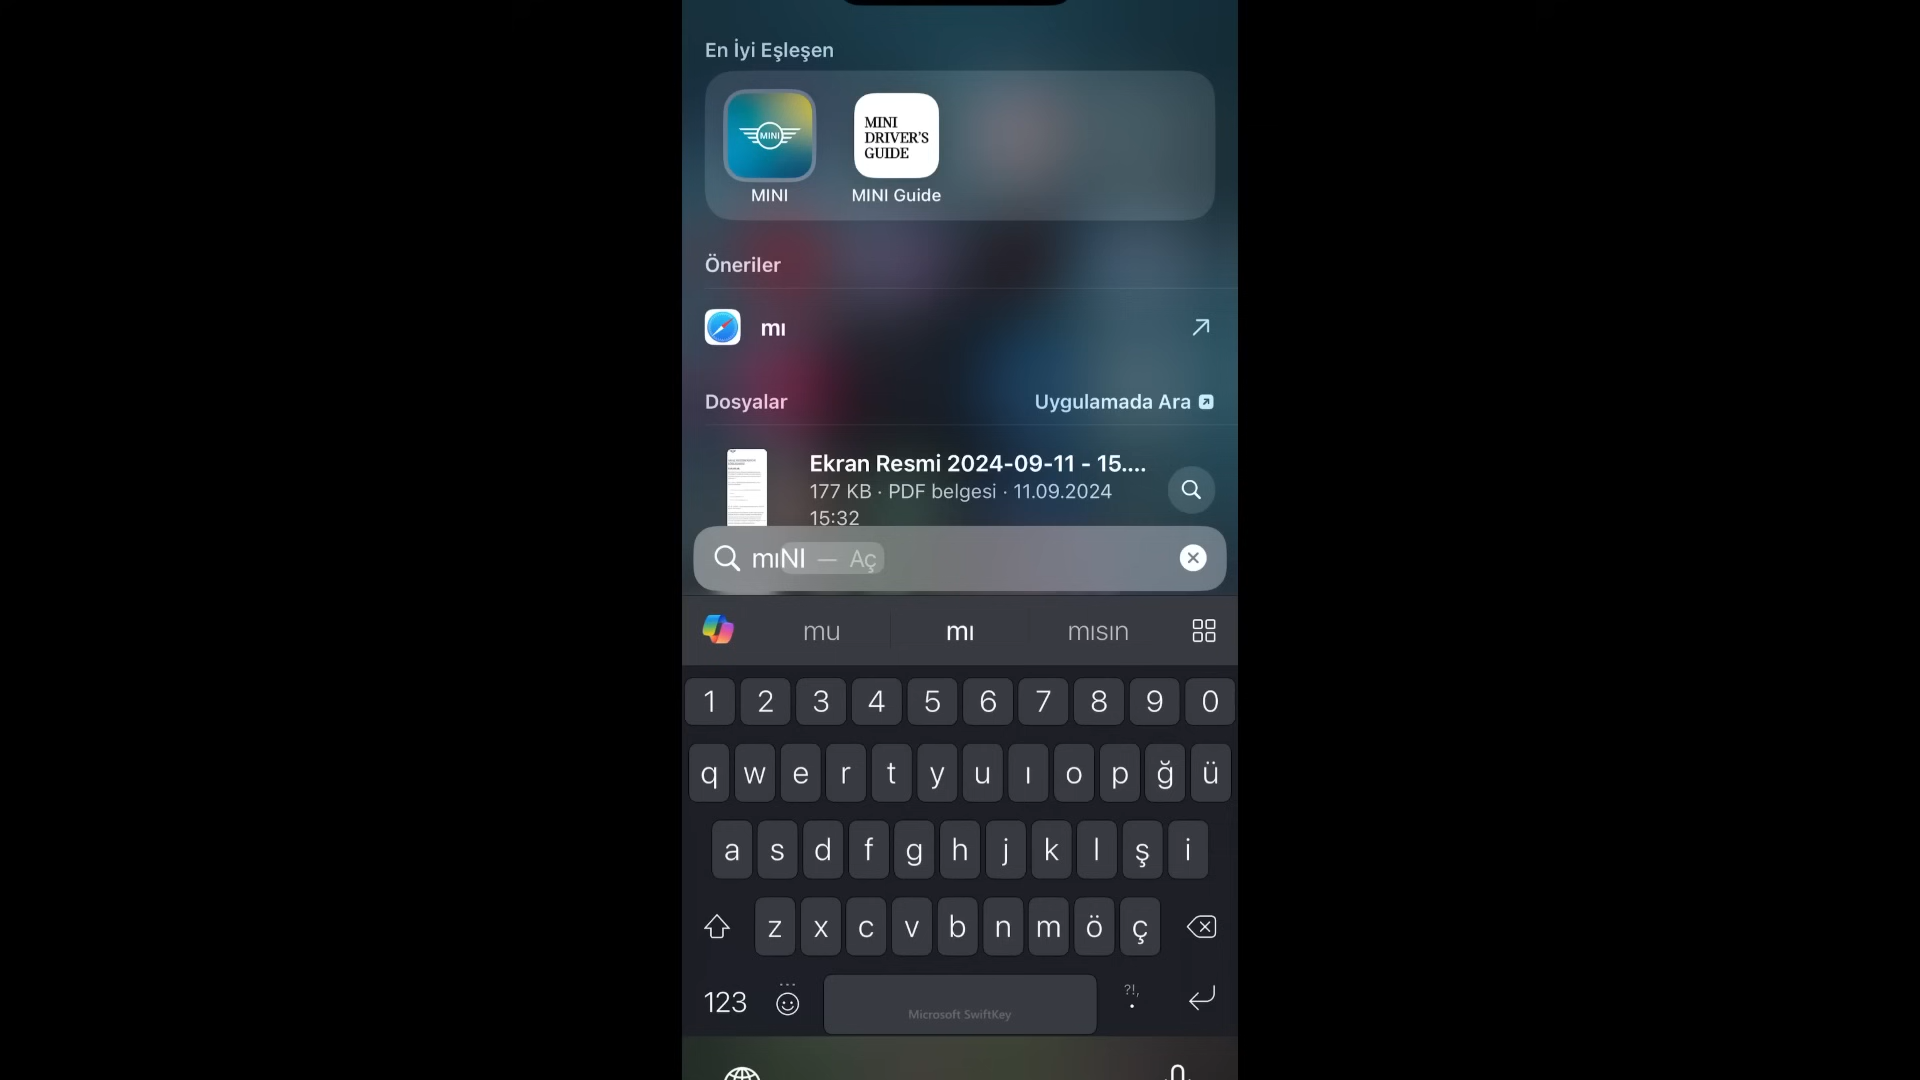 En İyi Eşleşen
MINI
MINI
DRIVER'S
GUIDE
MINI
MINI Guide
Öneriler
mı
Dosyalar
Uygulamada Ara
Ekran Resmi 2024-09-11 - 15....
177 KB · PDF belgesi · 11.09.2024
15:32
mıNI — Aç
mu
mı
mısın
1 2 3 4 5 6 7 8 9 0
q w e r t y u ı o p ğ ü
a s d f g h j k l ş i
z x c v b n m ö ç
123
Microsoft SwiftKey
?!,
.